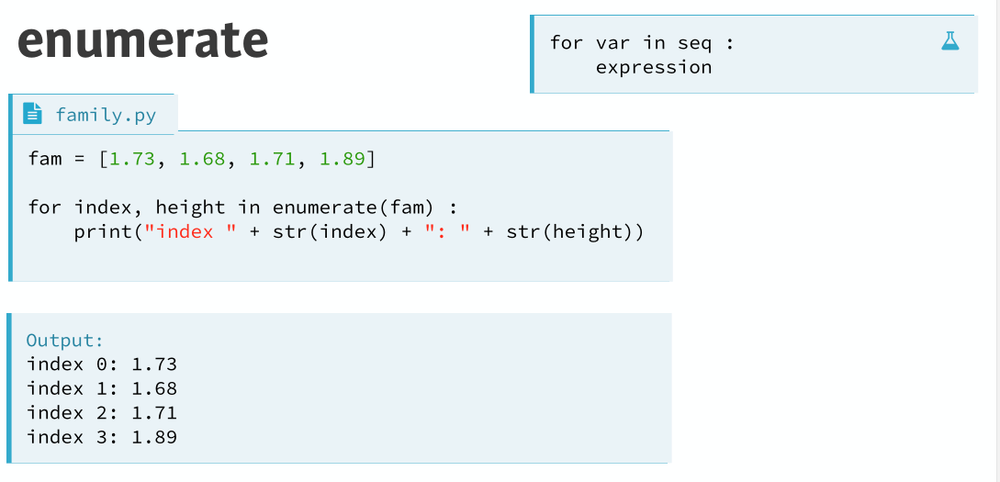 enumerate
for var in seq :
    expression
family.py
fam = [1.73, 1.68, 1.71, 1.89]
for index, height in enumerate(fam) :
    print("index " + str(index) + ": " + str(height))
Output:
index 0: 1.73
index 1: 1.68
index 2: 1.71
index 3: 1.89